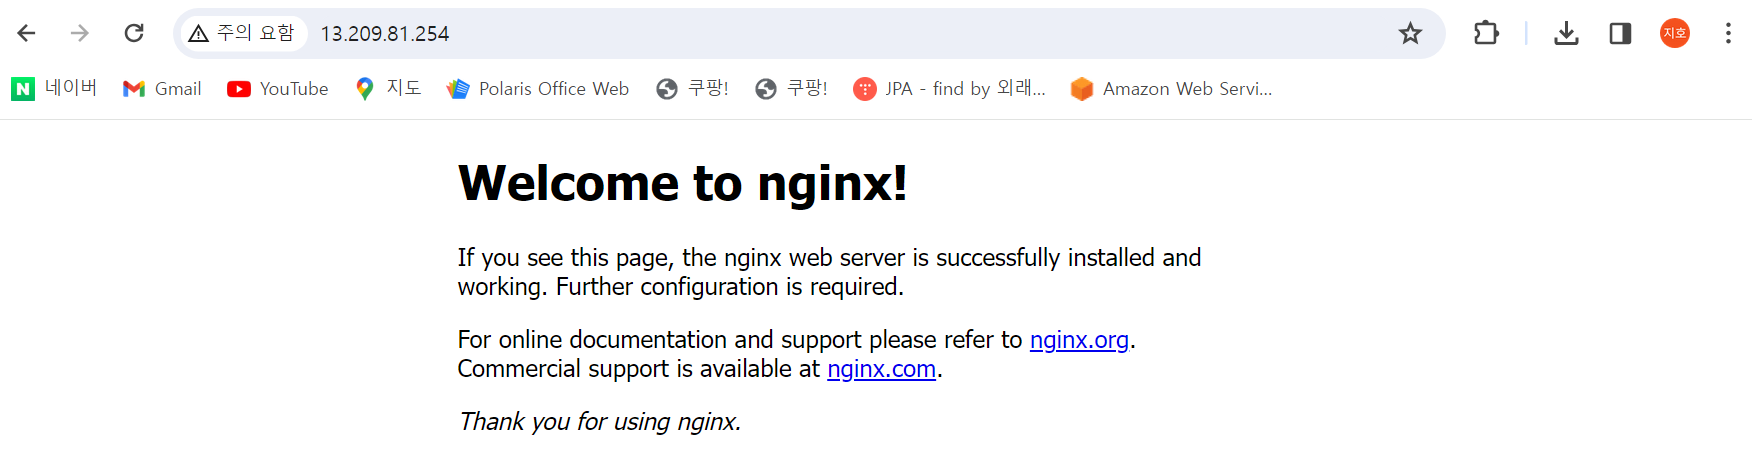 주의 요함 13.209.81.254 지호
네이버 Gmail YouTube 지도 Polaris Office Web 쿠팡! 쿠팡! JPA - find by 외래... Amazon Web Servi...
Welcome to nginx!
If you see this page, the nginx web server is successfully installed and
working. Further configuration is required.
For online documentation and support please refer to nginx.org.
Commercial support is available at nginx.com.
Thank you for using nginx.